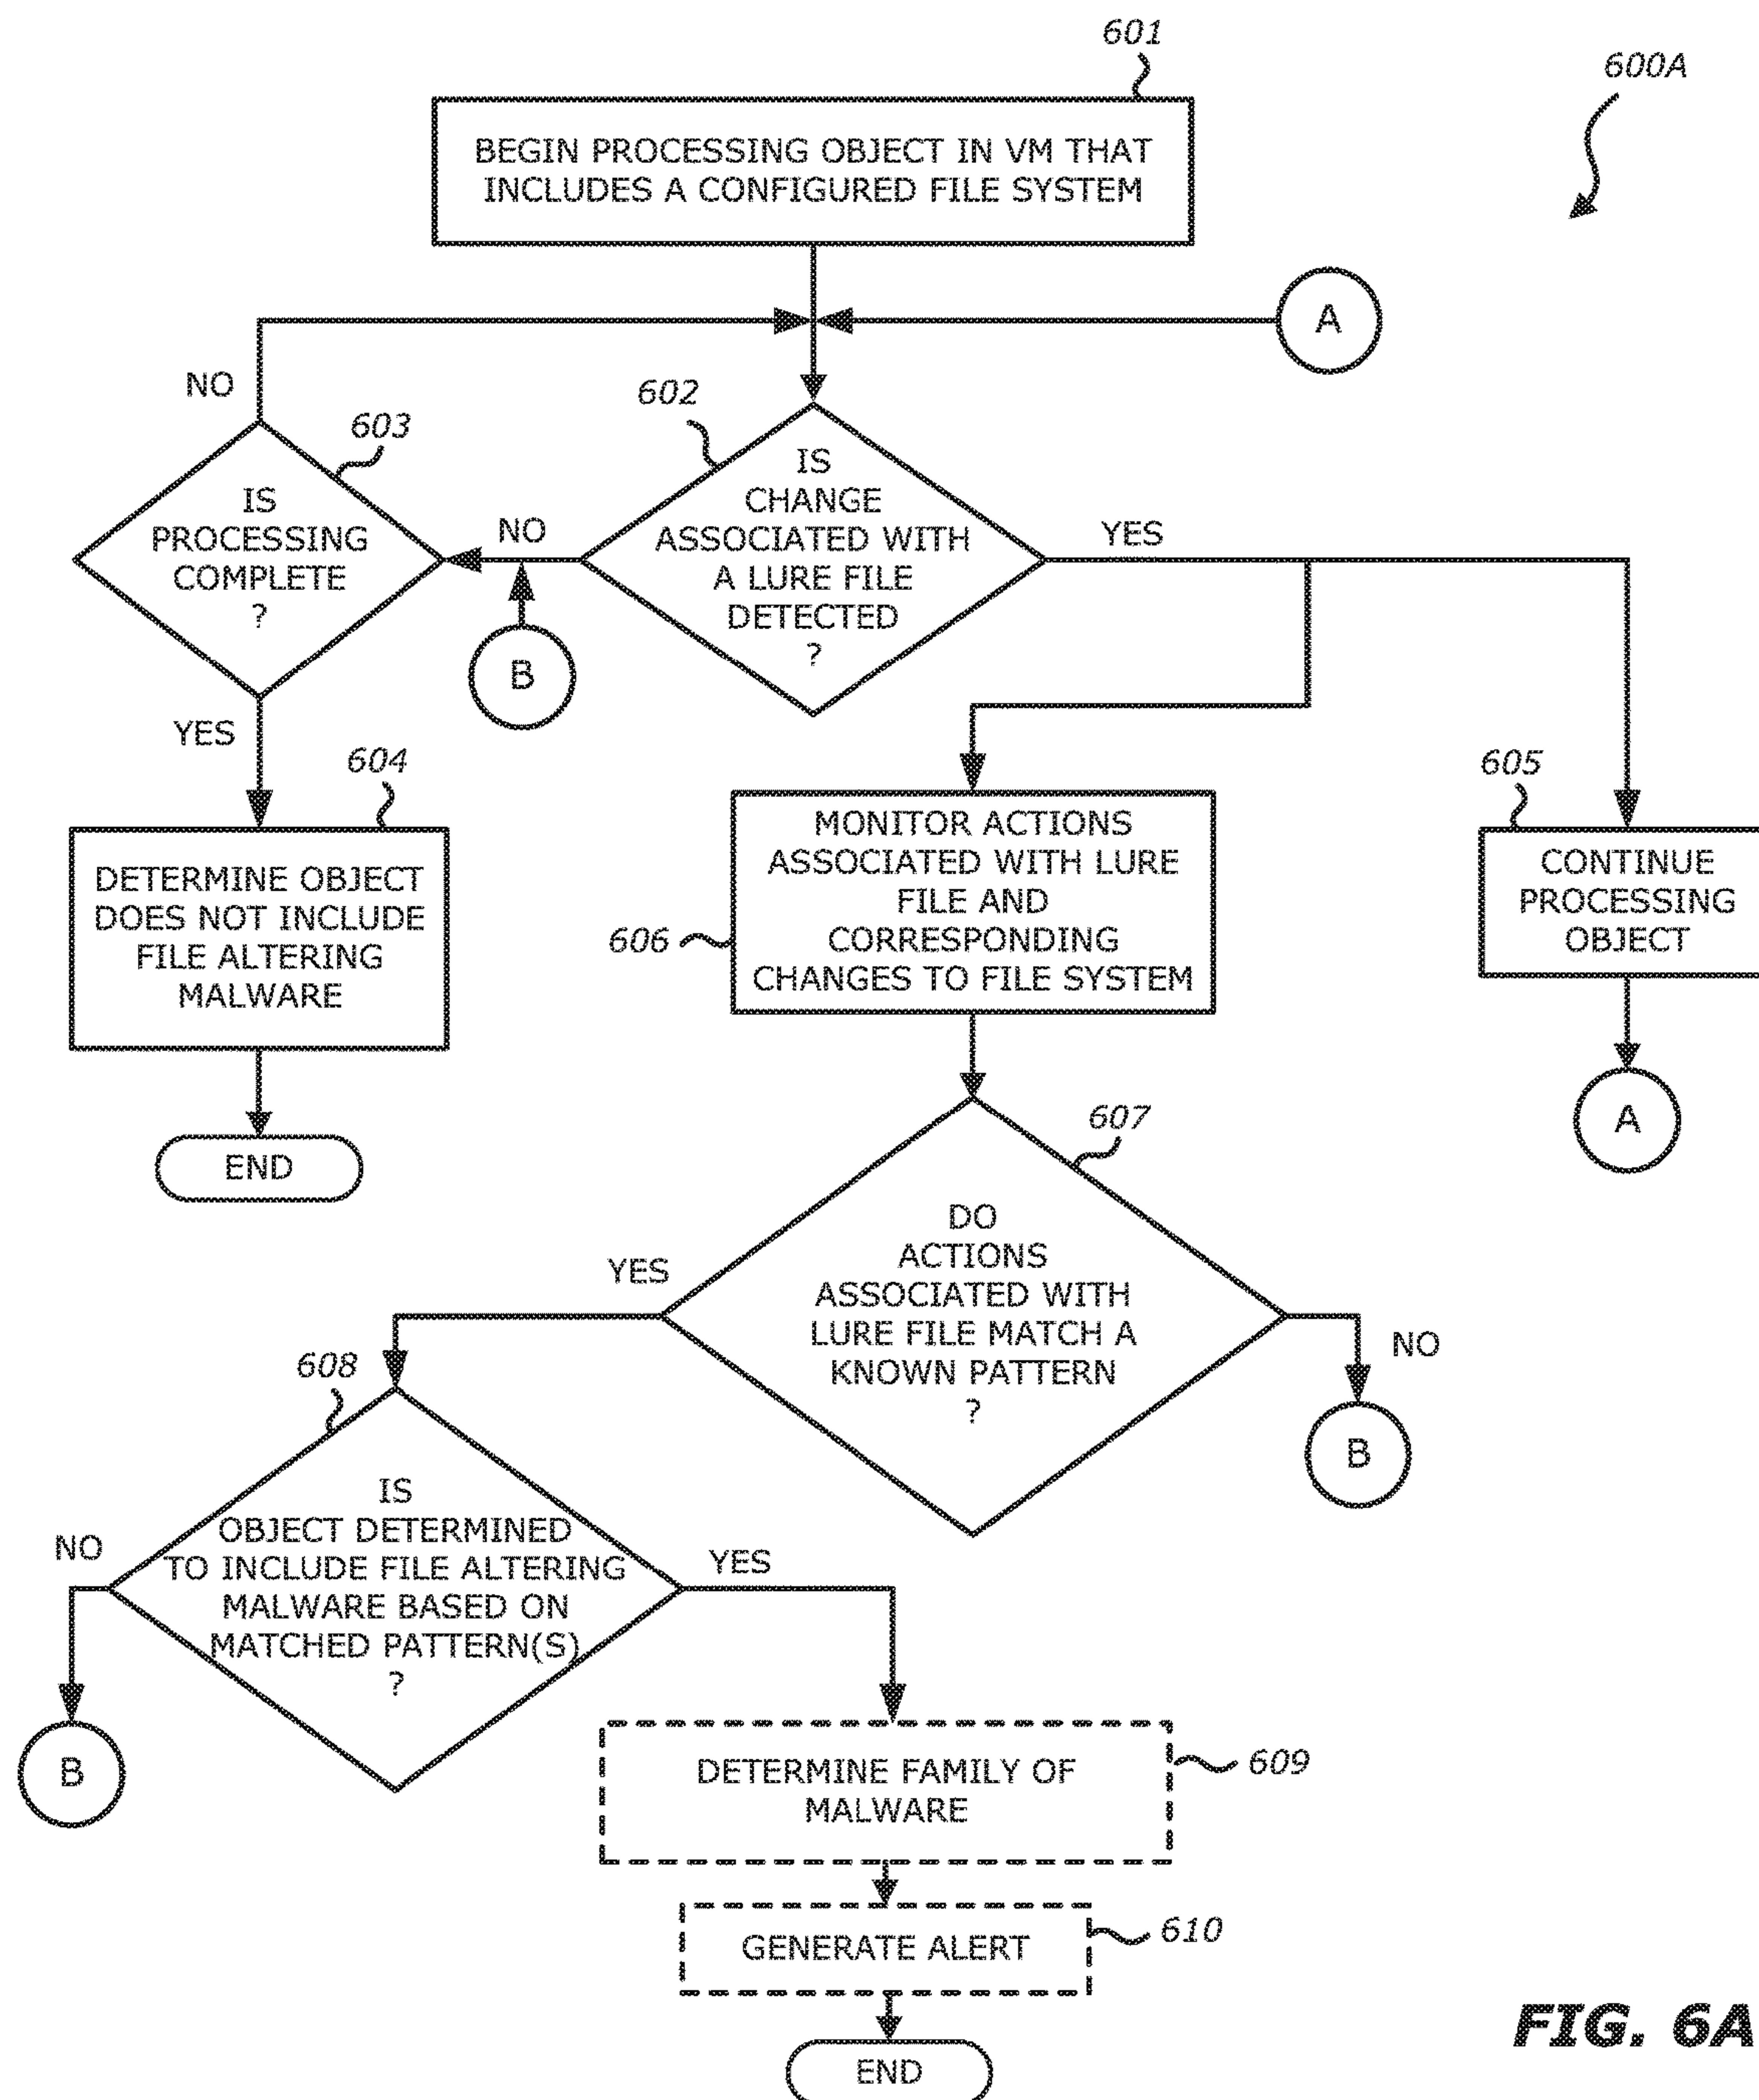 601
600A
BEGIN PROCESSING OBJECT IN VM THAT
INCLUDES A CONFIGURED FILE SYSTEM
A
NO
602
603
IS
CHANGE
ASSOCIATED WITH
A LURE FILE
DETECTED
?
IS
PROCESSING
COMPLETE
?
NO
YES
B
YES
604
605
MONITOR ACTIONS
ASSOCIATED WITH LURE
FILE AND
CORRESPONDING
CHANGES TO FILE SYSTEM
606
CONTINUE
PROCESSING
OBJECT
DETERMINE OBJECT
DOES NOT INCLUDE
FILE ALTERING
MALWARE
A
607
END
DO
ACTIONS
ASSOCIATED WITH
LURE FILE MATCH A
KNOWN PATTERN
?
YES
NO
608
B
IS
OBJECT DETERMINED
TO INCLUDE FILE ALTERING
MALWARE BASED ON
MATCHED PATTERN(S)
?
NO
YES
B
DETERMINE FAMILY OF
MALWARE
609
GENERATE ALERT
610
END
FIG. 6A